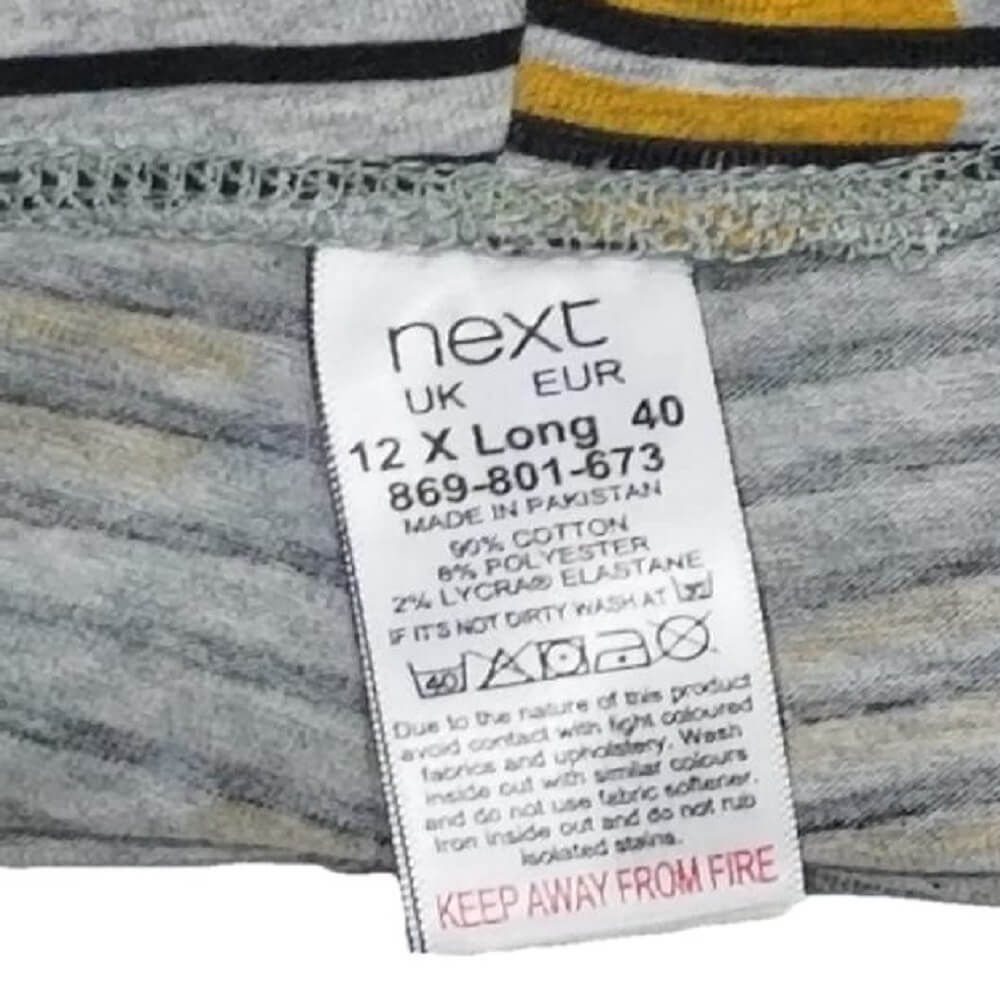 next
UK EUR
12 X Long 40
869-801-673
MADE IN PAKISTAN
90% COTTON
8% POLYESTER
2% LYCRA® ELASTANE
IF IT'S NOT DIRTY WASH AT 30
40
Due to the nature of this product
avoid contact with light coloured
fabrics and upholstery. Wash
inside out with similar colours
and do not use fabric softener.
Iron inside out and do not rub
isolated stains.
KEEP AWAY FROM FIRE